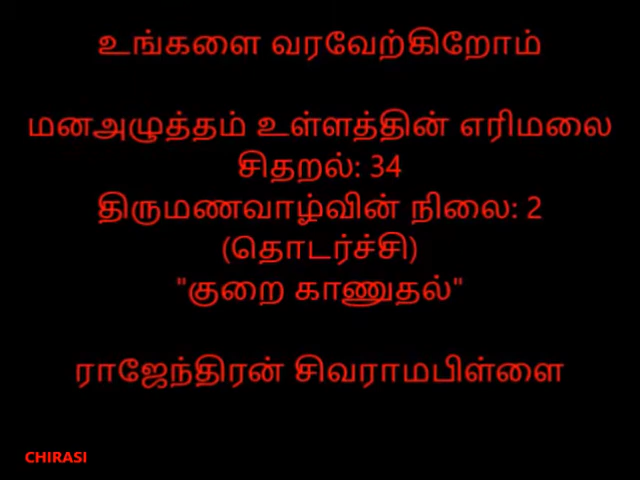 உங்களை வரவேற்கிறோம்
மனஅழுத்தம் உள்ளத்தின் எரிமலை
சிதறல்: 34
திருமணவாழ்வின் நிலை: 2
(தொடர்ச்சி)
"குறை காணுதல்"
ராஜேந்திரன் சிவராமபிள்ளை
CHIRASI